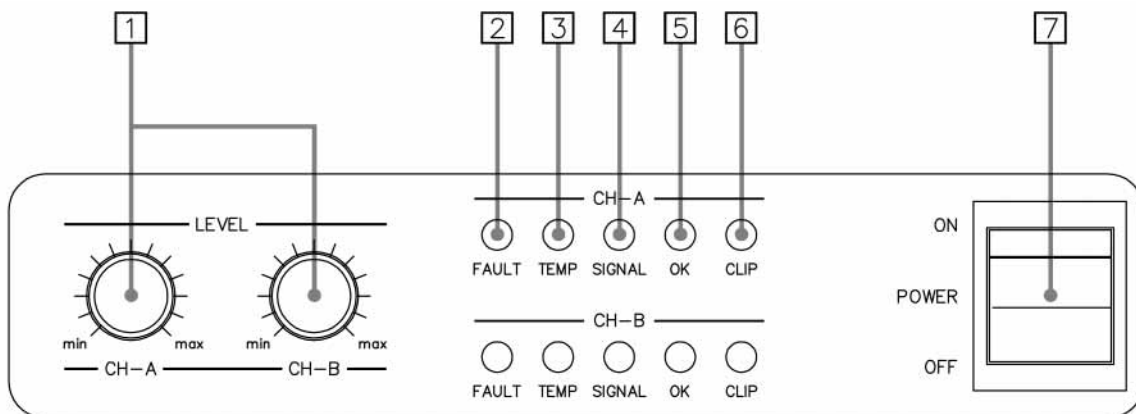 1 2 3 4 5 6 7
CH-A
LEVEL
ON
FAULT TEMP SIGNAL OK CLIP
POWER
CH-B
min max min max
CH-A CH-B
OFF
FAULT TEMP SIGNAL OK CLIP